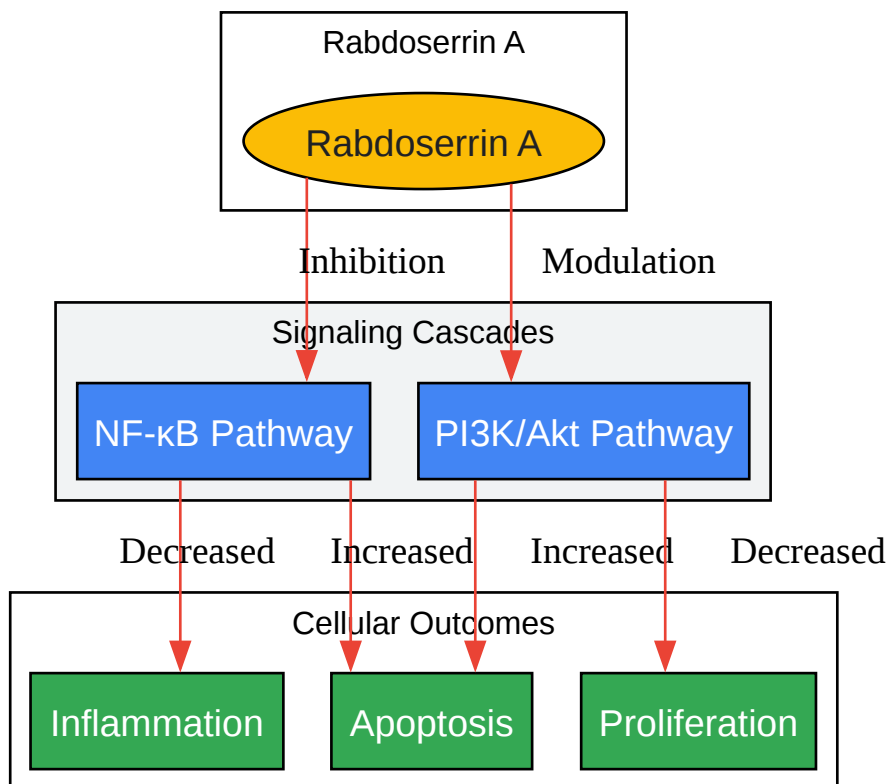 Rabdoserrin A
Rabdoserrin A
Inhibition
Modulation
Signaling Cascades
NF-κB Pathway
PI3K/Akt Pathway
Decreased
Increased
Increased
Decreased
Cellular Outcomes
Inflammation
Apoptosis
Proliferation